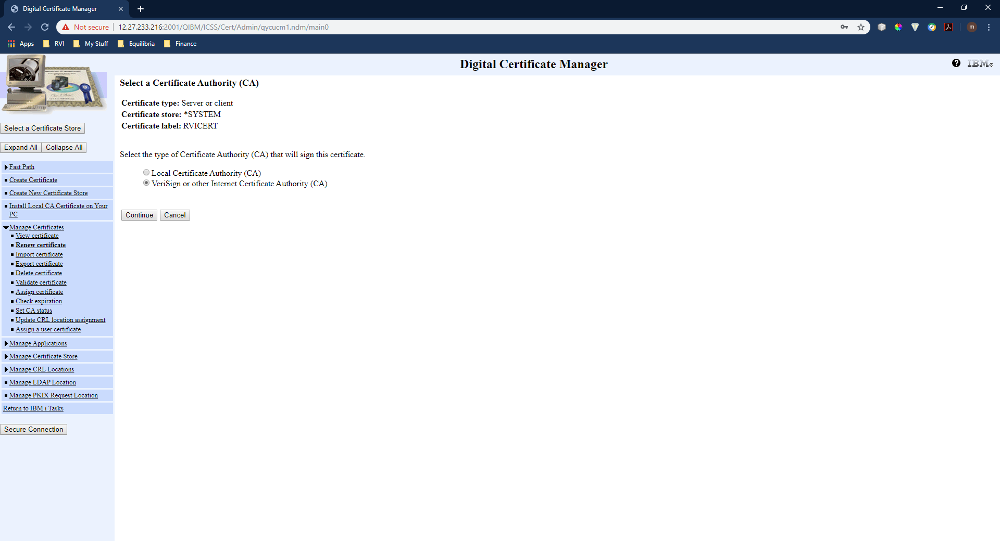 Digital Certificate Manager
Not secure
12.27.233.216:2001/QIBM/ICSS/Cert/Admin/qycucm1.ndm/main0
m
Apps
RVI
My Stuff
Equilibria
Finance
Digital Certificate Manager
?
IBM®
Select a Certificate Store
Expand All
Collapse All
Fast Path
Create Certificate
Create New Certificate Store
Install Local CA Certificate on Your
PC
Manage Certificates
View certificate
Renew certificate
Import certificate
Export certificate
Delete certificate
Validate certificate
Assign certificate
Check expiration
Set CA status
Update CRL location assignment
Assign a user certificate
Manage Applications
Manage Certificate Store
Manage CRL Locations
Manage LDAP Location
Manage PKIX Request Location
Return to IBM i Tasks
Secure Connection
Select a Certificate Authority (CA)
Certificate type: Server or client
Certificate store: *SYSTEM
Certificate label: RVICERT
Select the type of Certificate Authority (CA) that will sign this certificate.
Local Certificate Authority (CA)
VeriSign or other Internet Certificate Authority (CA)
Continue
Cancel